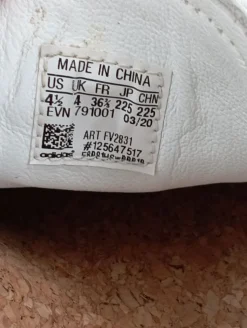 MADE IN CHINA
US UK FR JP CHN
4½ 4 36⅔ 225 225
EVN 791001 03/20
ART FV2831
#125647517
adidas